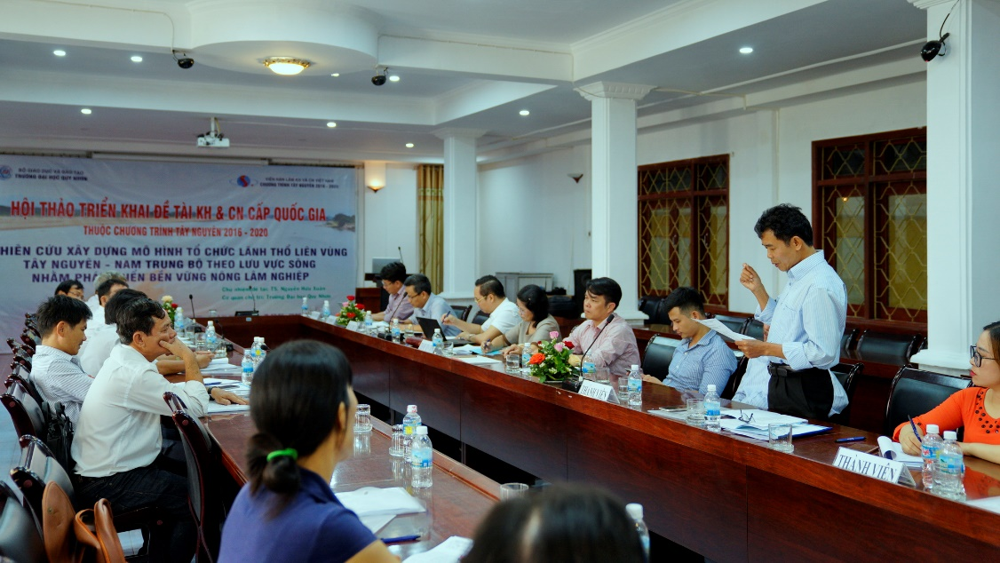 BỘ GIÁO DỤC VÀ ĐÀO TẠO
TRƯỜNG ĐẠI HỌC QUY NHƠN
VIỆN HÀN LÂM KH VÀ CN VIỆT NAM
CHƯƠNG TRÌNH TÂY NGUYÊN 2016 - 2020
HỘI THẢO TRIỂN KHAI ĐỀ TÀI KH & CN CẤP QUỐC GIA
THUỘC CHƯƠNG TRÌNH TÂY NGUYÊN 2016 - 2020
HIÊN CỨU XÂY DỰNG MÔ HÌNH TỔ CHỨC LÃNH THỔ LIÊN VÙNG
TÂY NGUYÊN - NAM TRUNG BỘ THEO LƯU VỰC SÔNG
NHẰM PHÁ IỂN BỀN VỮNG NÔNG LÂM NGHIỆP
Chủ nhiệm đề tài: TS. Nguyễn Hữu Xuân
Cơ quan chủ trì: Trường Đại học Quy Nhơn
THÀNH VIÊN
THÀNH VIÊN